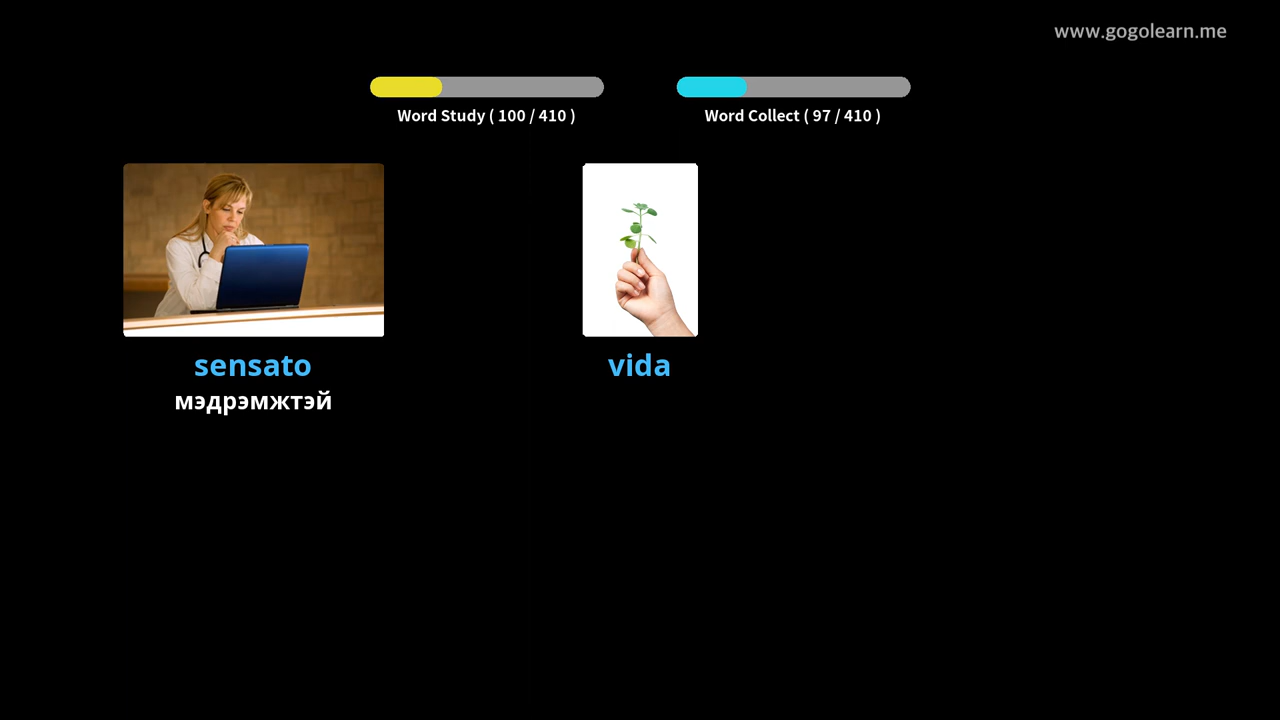 www.gogolearn.me
Word Study ( 100 / 410 )
Word Collect ( 97 / 410 )
sensato
мэдрэмжтэй
vida